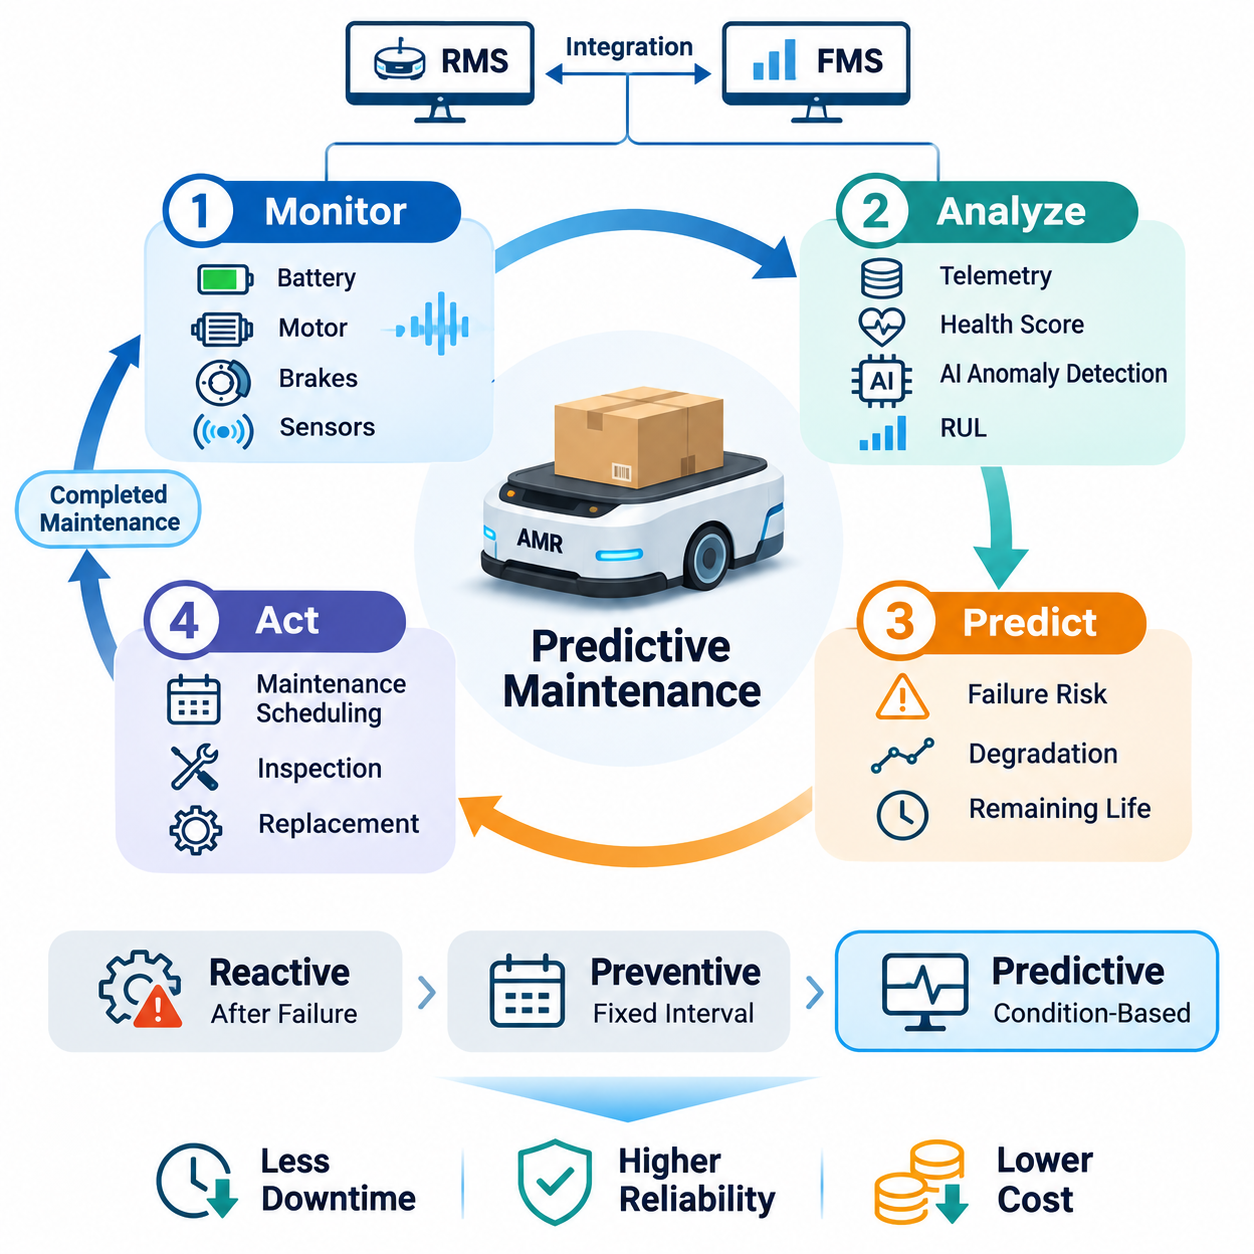 RMS
Integration
FMS
1 Monitor
Battery
Motor
Brakes
Sensors
2 Analyze
Telemetry
Health Score
AI
AI Anomaly Detection
RUL
Completed
Maintenance
AMR
Predictive
Maintenance
4 Act
Maintenance
Scheduling
Inspection
Replacement
3 Predict
Failure Risk
Degradation
Remaining Life
Reactive
After Failure
Preventive
Fixed Interval
Predictive
Condition-Based
Less
Downtime
Higher
Reliability
Lower
Cost